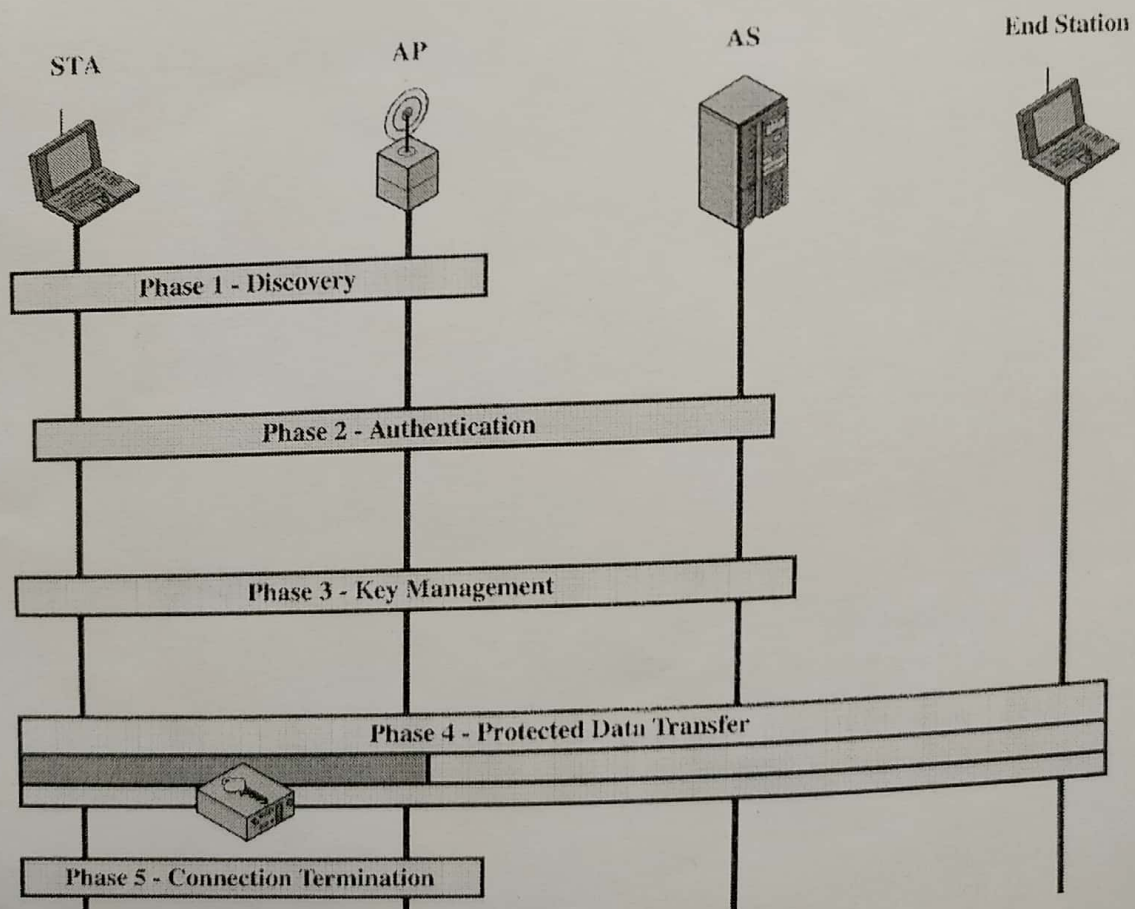 STA
AP
AS
End Station
Phase 1 - Discovery
Phase 2 - Authentication
Phase 3 - Key Management
Phase 4 - Protected Data Transfer
Phase 5 - Connection Termination